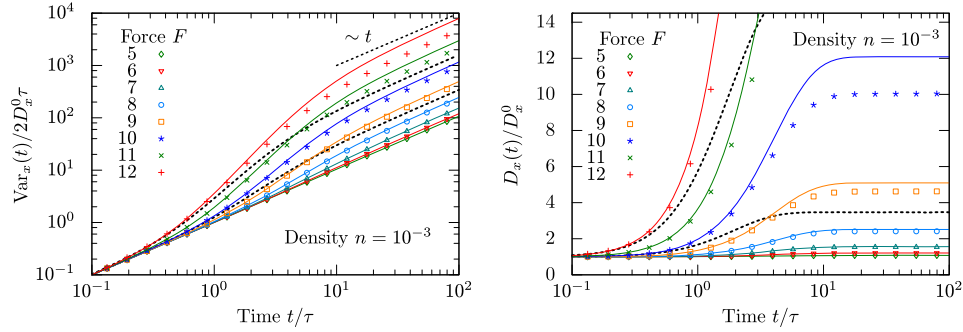 Var_x(t)/2D_x^0τ
10^4
10^3
10^2
10^1
10^0
10^-1
Force F
5
6
7
8
9
10
11
12
∼ t
Density n = 10^-3
10^-1 10^0 10^1 10^2
Time t/τ
D_x(t)/D_x^0
14
12
10
8
6
4
2
0
Force F
5
6
7
8
9
10
11
12
Density n = 10^-3
10^-1 10^0 10^1 10^2
Time t/τ